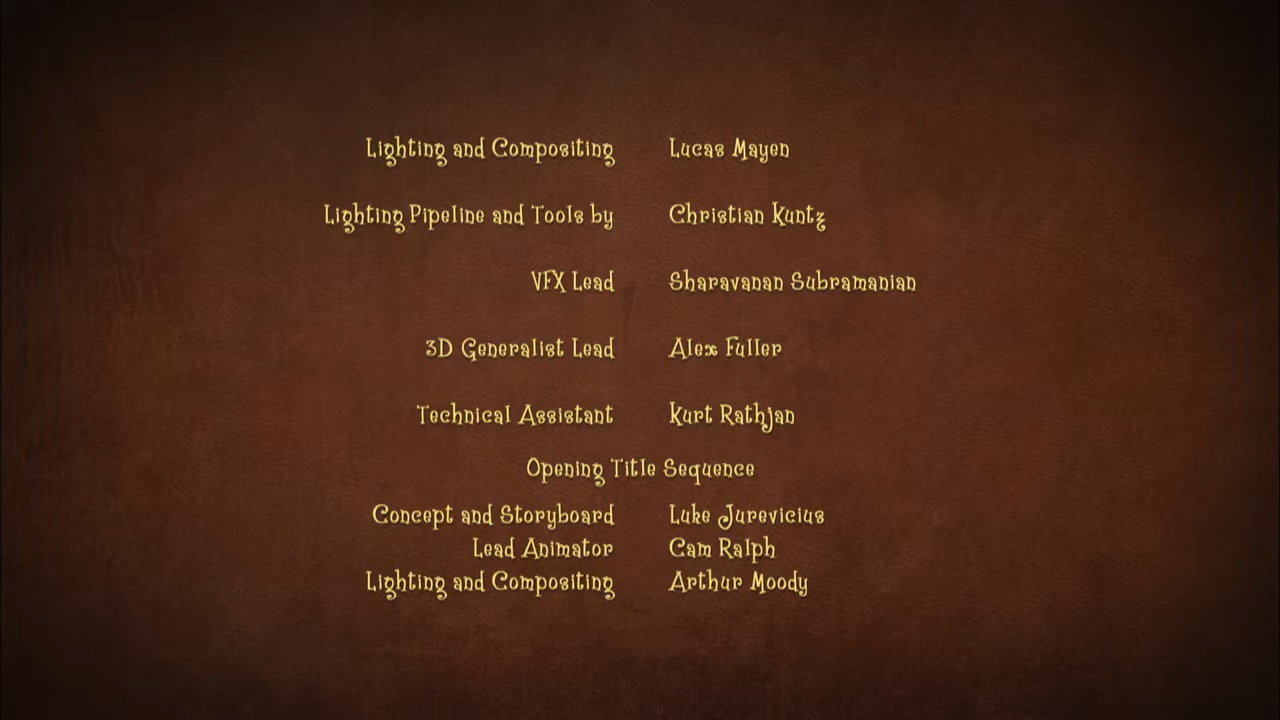 Lighting and Compositing Lucas Mayen
Lighting Pipeline and Tools by Christian Kuntz
VFX Lead Sharavanan Subramanian
3D Generalist Lead Alex Fuller
Technical Assistant Kurt Rathjan
Opening Title Sequence
Concept and Storyboard Luke Jurevicius
Lead Animator Cam Ralph
Lighting and Compositing Arthur Moody